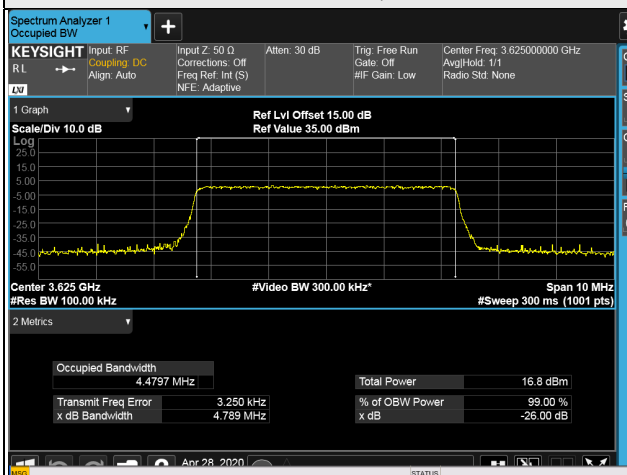 Spectrum Analyzer 1
Occupied BW
KEYSIGHT Input: RF Input Z: 50 Ω Atten: 30 dB Trig: Free Run Center Freq: 3.625000000 GHz
RL Coupling: DC Corrections: Off Gate: Off Avg|Hold: 1/1
Align: Auto Freq Ref: Int (S) #IF Gain: Low Radio Std: None
LXI NFE: Adaptive
1 Graph
Ref Lvl Offset 15.00 dB
Scale/Div 10.0 dB Ref Value 35.00 dBm
Log
25.0
15.0
5.00
-5.00
-15.0
-25.0
-35.0
-45.0
-55.0
Center 3.625 GHz #Video BW 300.00 kHz* Span 10 MHz
#Res BW 100.00 kHz #Sweep 300 ms (1001 pts)
2 Metrics
Occupied Bandwidth
4.4797 MHz Total Power 16.8 dBm
Transmit Freq Error 3.250 kHz % of OBW Power 99.00 %
x dB Bandwidth 4.789 MHz x dB -26.00 dB
Apr 28, 2020
MSG STATUS